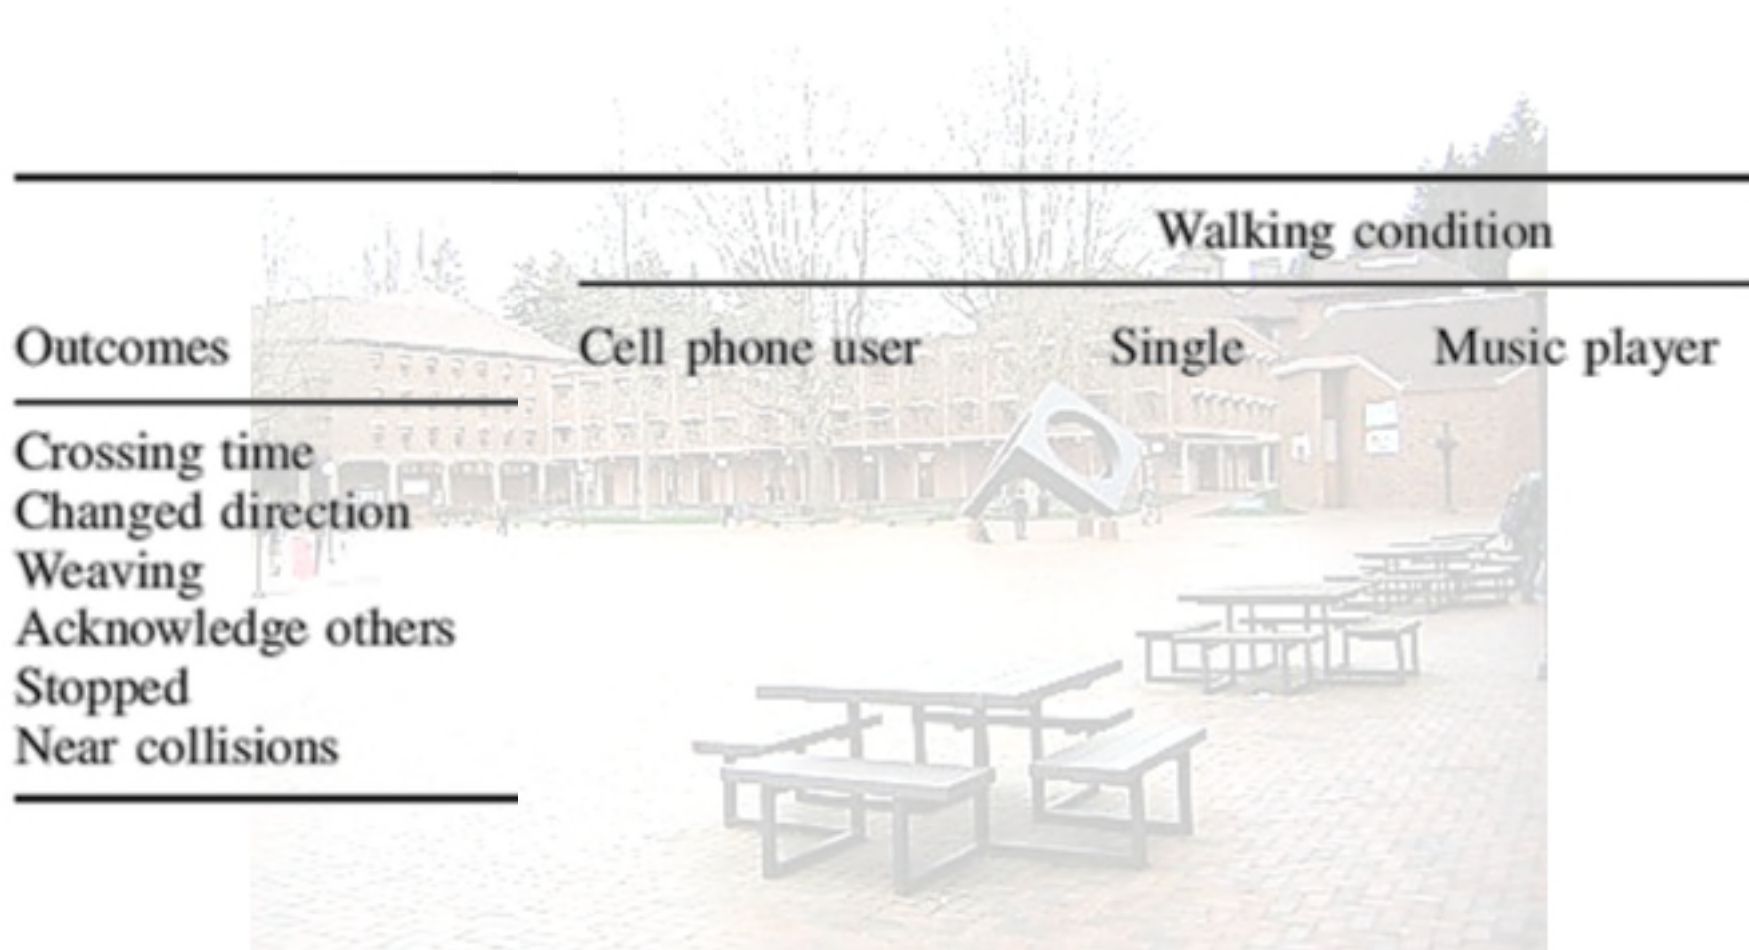 Walking condition
Outcomes Cell phone user Single Music player
Crossing time
Changed direction
Weaving
Acknowledge others
Stopped
Near collisions